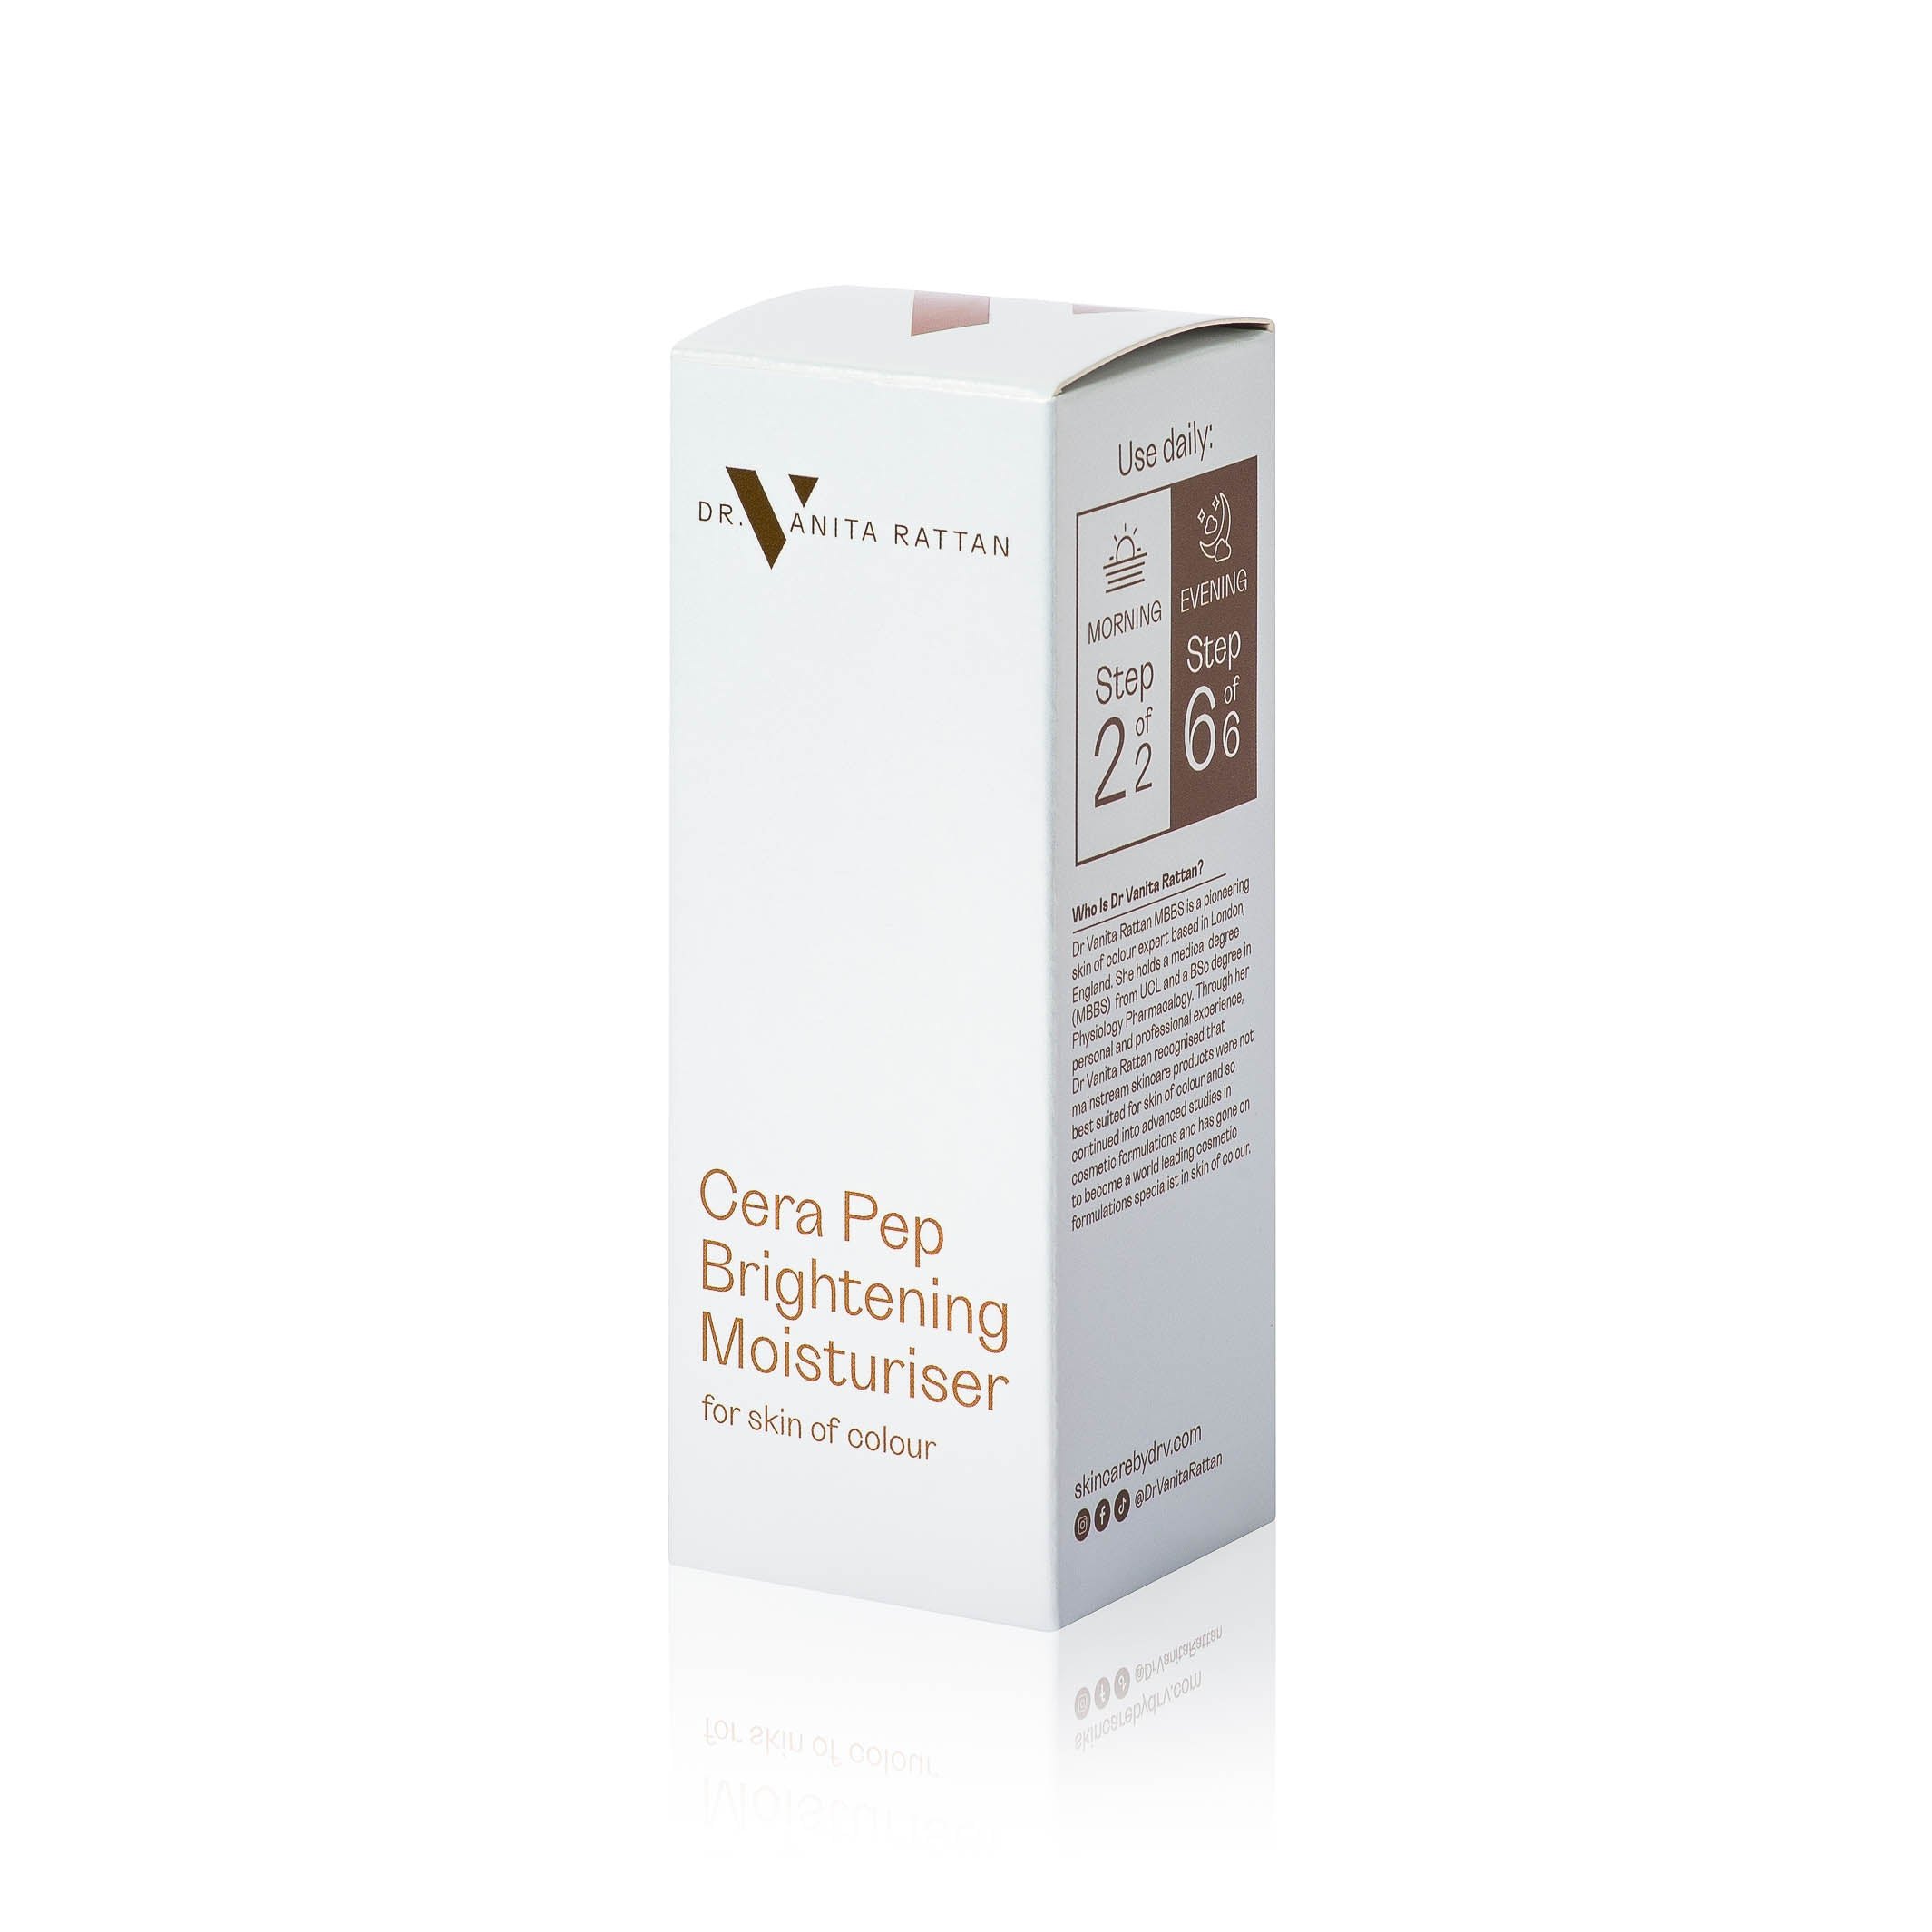 DR. VANITA RATTAN
Cera Pep
Brightening
Moisturiser
for skin of colour
Use daily:
MORNING
Step
2 of 2
EVENING
Step
6 of 6
Who Is Dr Vanita Rattan?
Dr Vanita Rattan MBBS is a pioneering
skin of colour expert based in London,
England. She holds a medical degree
(MBBS) from UCL and a BSc degree in
Physiology Pharmacalogy. Through her
personal and professional experience,
Dr Vanita Rattan recognised that
mainstream skincare products were not
best suited for skin of colour and so
continued into advanced studies in
cosmetic formulations and has gone on
to become a world leading cosmetic
formulations specialist in skin of colour.
skincarebydrv.com
@DrVanitaRattan